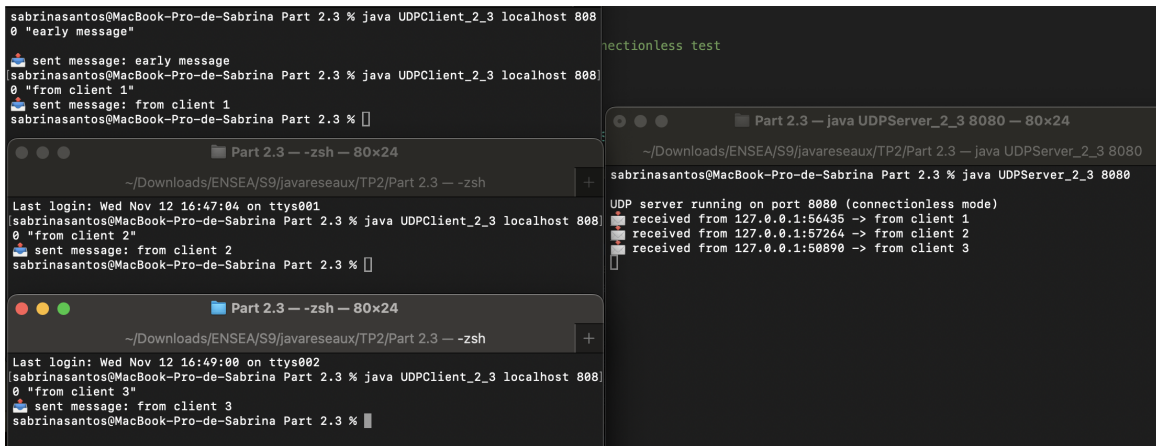 sabrinasantos@MacBook-Pro-de-Sabrina Part 2.3 % java UDPClient_2_3 localhost 808
0 "early message"
📤 sent message: early message
[sabrinasantos@MacBook-Pro-de-Sabrina Part 2.3 % java UDPClient_2_3 localhost 808]
0 "from client 1"
📤 sent message: from client 1
sabrinasantos@MacBook-Pro-de-Sabrina Part 2.3 %
Part 2.3 — -zsh — 80×24
~/Downloads/ENSEA/S9/javareseaux/TP2/Part 2.3 — -zsh
Last login: Wed Nov 12 16:47:04 on ttys001
[sabrinasantos@MacBook-Pro-de-Sabrina Part 2.3 % java UDPClient_2_3 localhost 808]
0 "from client 2"
📤 sent message: from client 2
sabrinasantos@MacBook-Pro-de-Sabrina Part 2.3 %
Part 2.3 — -zsh — 80×24
~/Downloads/ENSEA/S9/javareseaux/TP2/Part 2.3 — -zsh
Last login: Wed Nov 12 16:49:00 on ttys002
[sabrinasantos@MacBook-Pro-de-Sabrina Part 2.3 % java UDPClient_2_3 localhost 808]
0 "from client 3"
📤 sent message: from client 3
sabrinasantos@MacBook-Pro-de-Sabrina Part 2.3 %
nectionless test
Part 2.3 — java UDPServer_2_3 8080 — 80×24
~/Downloads/ENSEA/S9/javareseaux/TP2/Part 2.3 — java UDPServer_2_3 8080
sabrinasantos@MacBook-Pro-de-Sabrina Part 2.3 % java UDPServer_2_3 8080
UDP server running on port 8080 (connectionless mode)
📩 received from 127.0.0.1:56435 -> from client 1
📩 received from 127.0.0.1:57264 -> from client 2
📩 received from 127.0.0.1:50890 -> from client 3